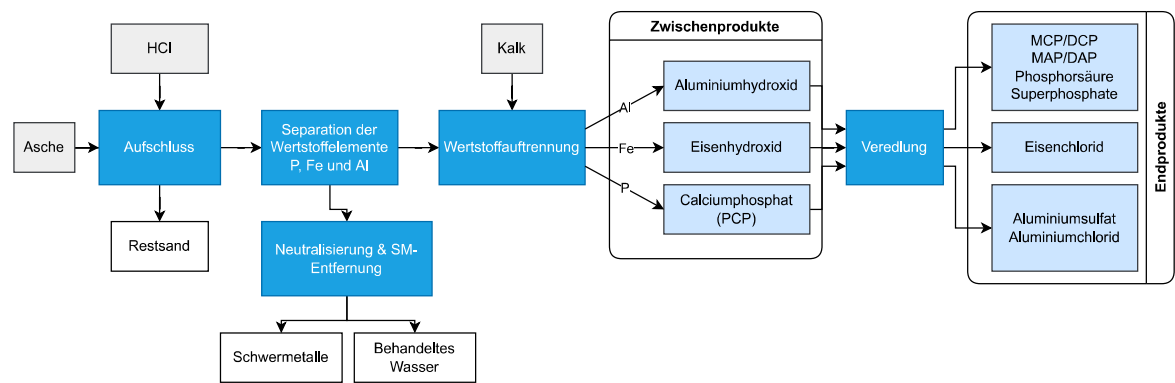 HCl
Kalk
Zwischenprodukte
Asche
Aufschluss
Separation der
Wertstoffelemente
P, Fe und Al
Wertstoffauftrennung
Al
Fe
P
Aluminiumhydroxid
Eisenhydroxid
Calciumphosphat
(PCP)
Veredlung
MCP/DCP
MAP/DAP
Phosphorsäure
Superphosphate
Eisenchlorid
Aluminiumsulfat
Aluminiumchlorid
Endprodukte
Restsand
Neutralisierung & SM-
Entfernung
Schwermetalle
Behandeltes
Wasser